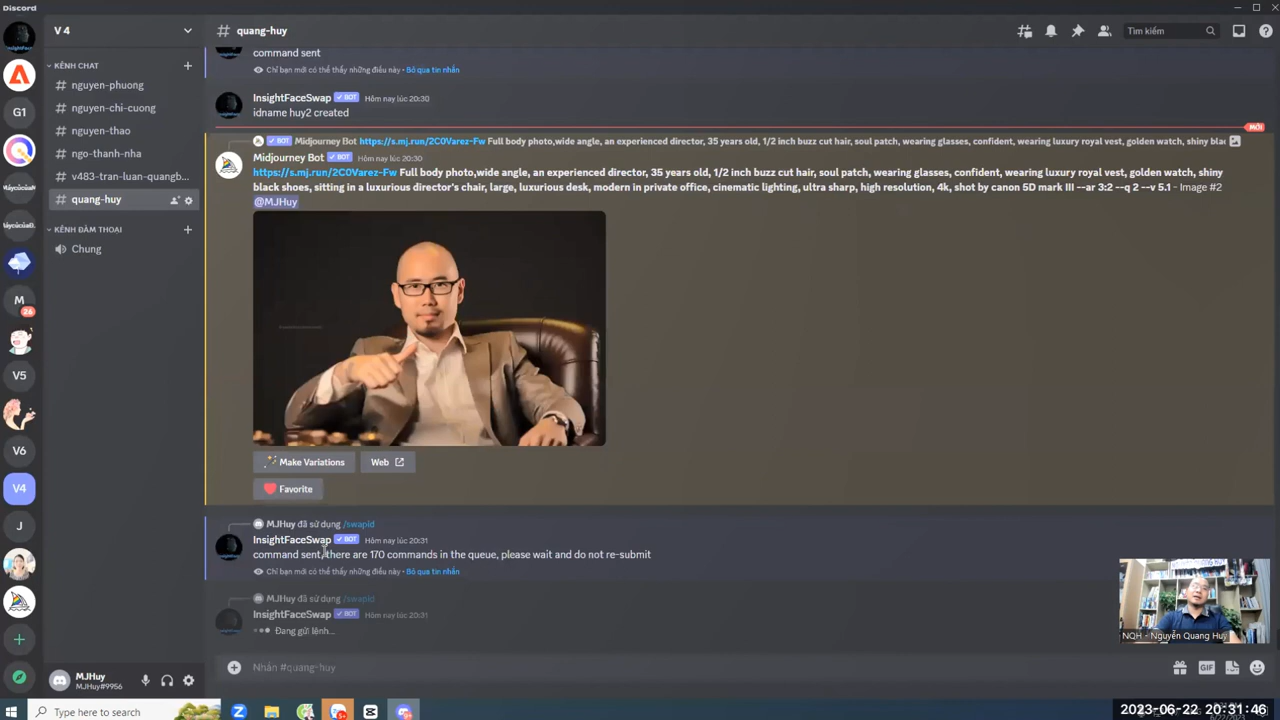 Discord
V 4
# quang-huy
Tìm kiếm
KÊNH CHAT
# nguyen-phuong
# nguyen-chi-cuong
# nguyen-thao
# ngo-thanh-nha
# v483-tran-luan-quangb...
# quang-huy
KÊNH ĐÀM THOẠI
Chung
G1
M
26
V5
V6
V4
J
command sent
Chỉ bạn mới có thể thấy những điều này • Bỏ qua tin nhắn
InsightFaceSwap BOT Hôm nay lúc 20:30
idname huy2 created
MỚI
BOT Midjourney Bot https://s.mj.run/2C0Varez-Fw Full body photo,wide angle, an experienced director, 35 years old, 1/2 inch buzz cut hair, soul patch, wearing glasses, confident, wearing luxury royal vest, golden watch, shiny blac
Midjourney Bot BOT Hôm nay lúc 20:30
https://s.mj.run/2C0Varez-Fw Full body photo,wide angle, an experienced director, 35 years old, 1/2 inch buzz cut hair, soul patch, wearing glasses, confident, wearing luxury royal vest, golden watch, shiny
black shoes, sitting in a luxurious director's chair, large, luxurious desk, modern in private office, cinematic lighting, ultra sharp, high resolution, 4k, shot by canon 5D mark III --ar 3:2 --q 2 --v 5.1 - Image #2
@MJHuy
Make Variations Web
Favorite
MJHuy đã sử dụng /swapid
InsightFaceSwap BOT Hôm nay lúc 20:31
command sent, there are 170 commands in the queue, please wait and do not re-submit
Chỉ bạn mới có thể thấy những điều này • Bỏ qua tin nhắn
MJHuy đã sử dụng /swapid
InsightFaceSwap BOT Hôm nay lúc 20:31
Đang gửi lệnh...
Nhắn #quang-huy
GIF
NQH - Nguyễn Quang Huy
MJHuy
MJHuy#9956
Type here to search
2023-06-22 20:31:46